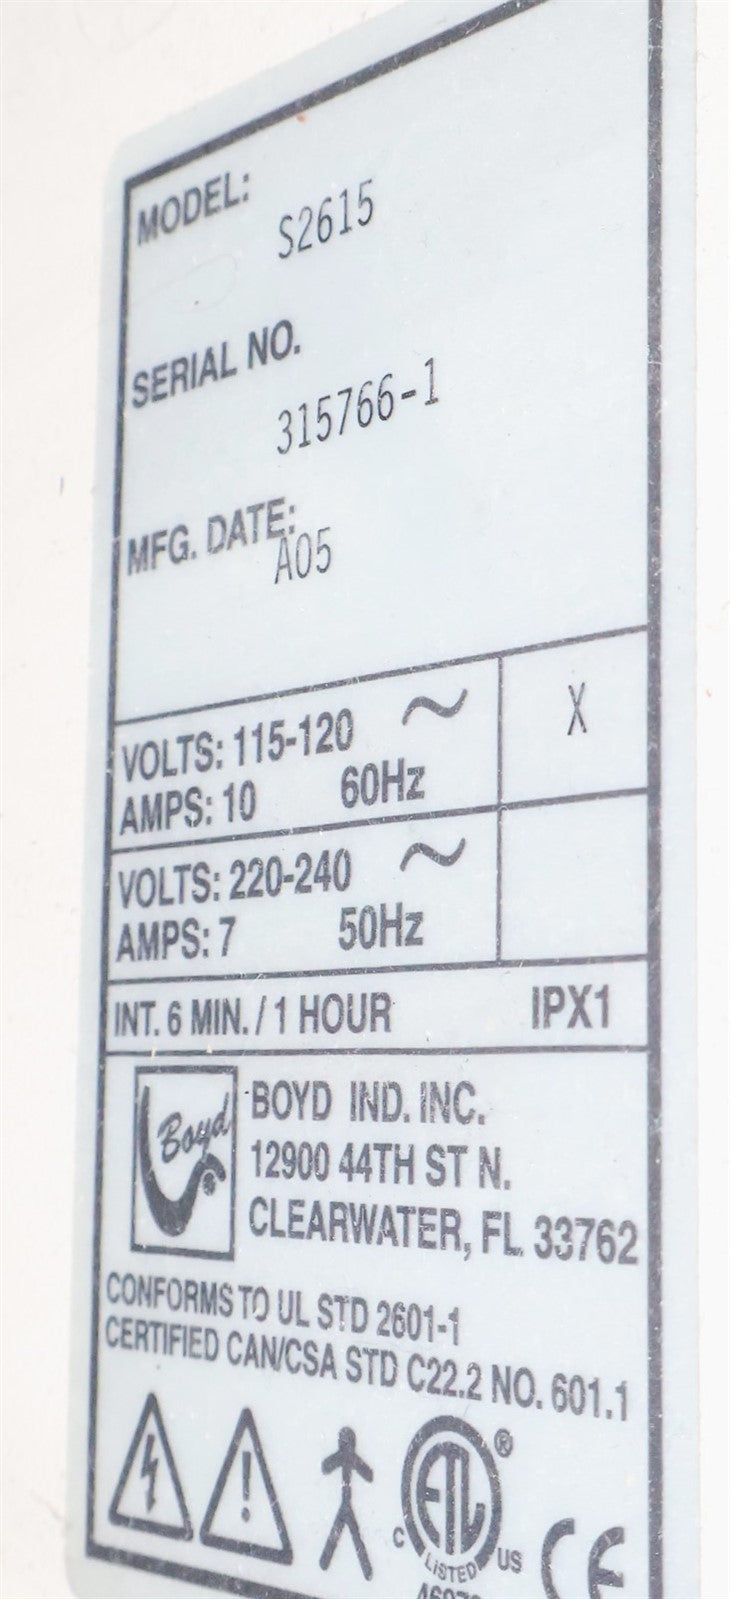 MODEL:
S2615
SERIAL NO.
315766-1
MFG. DATE:
A05
VOLTS: 115-120 ~ X
AMPS: 10 60Hz
VOLTS: 220-240 ~
AMPS: 7 50Hz
INT. 6 MIN. / 1 HOUR IPX1
Boyd
BOYD IND. INC.
12900 44TH ST N.
CLEARWATER, FL 33762
CONFORMS TO UL STD 2601-1
CERTIFIED CAN/CSA STD C22.2 NO. 601.1
ETL ®
C LISTED US
CE